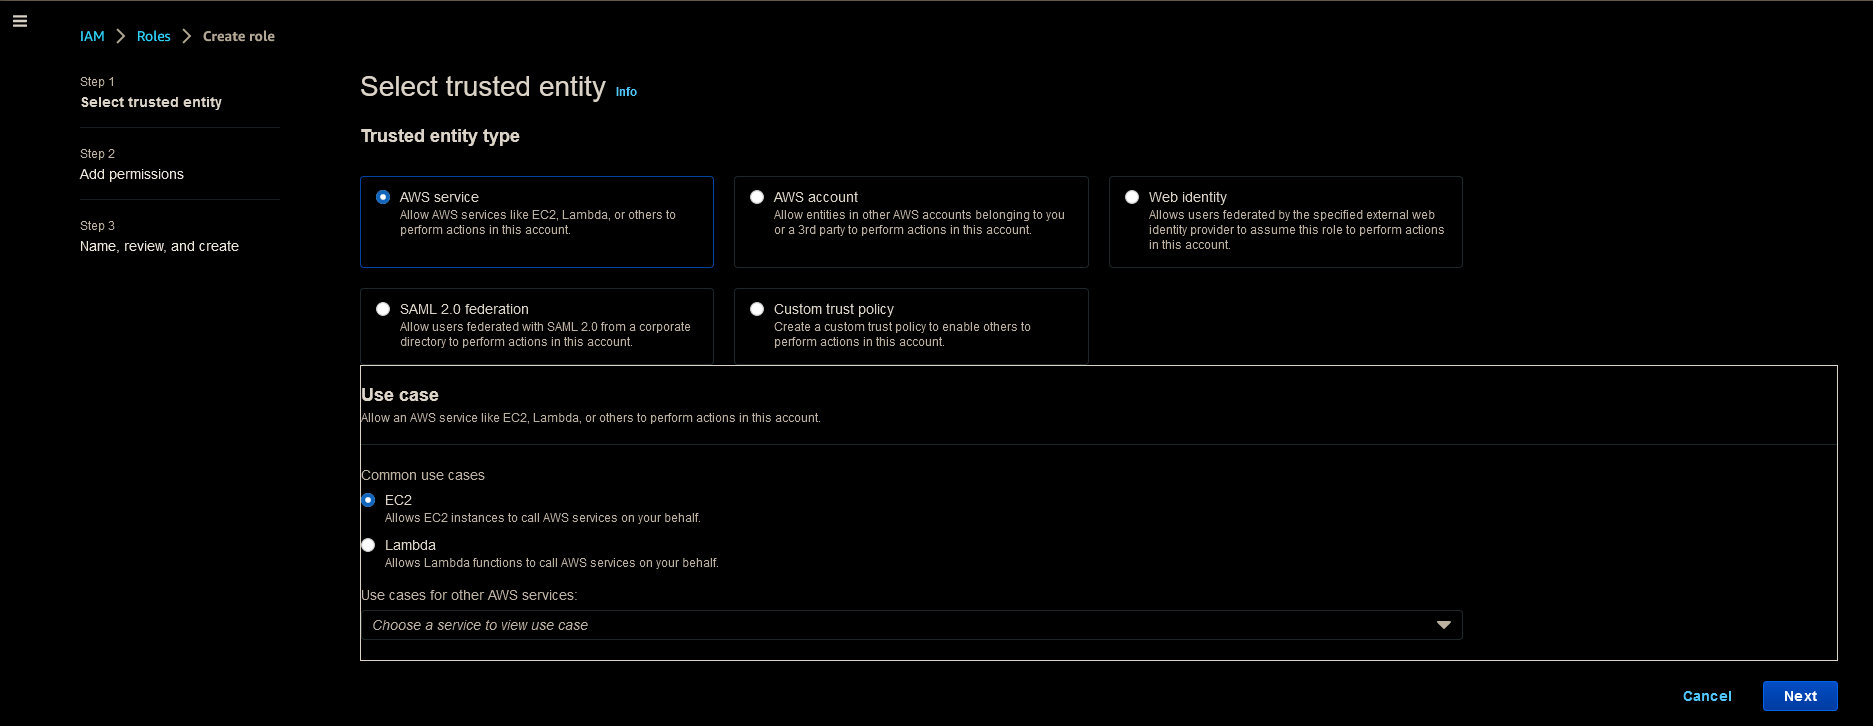 IAM > Roles > Create role
Step 1
Select trusted entity
Step 2
Add permissions
Step 3
Name, review, and create
Select trusted entity Info
Trusted entity type
AWS service
Allow AWS services like EC2, Lambda, or others to
perform actions in this account.
AWS account
Allow entities in other AWS accounts belonging to you
or a 3rd party to perform actions in this account.
Web identity
Allows users federated by the specified external web
identity provider to assume this role to perform actions
in this account.
SAML 2.0 federation
Allow users federated with SAML 2.0 from a corporate
directory to perform actions in this account.
Custom trust policy
Create a custom trust policy to enable others to
perform actions in this account.
Use case
Allow an AWS service like EC2, Lambda, or others to perform actions in this account.
Common use cases
EC2
Allows EC2 instances to call AWS services on your behalf.
Lambda
Allows Lambda functions to call AWS services on your behalf.
Use cases for other AWS services:
Choose a service to view use case
Cancel
Next